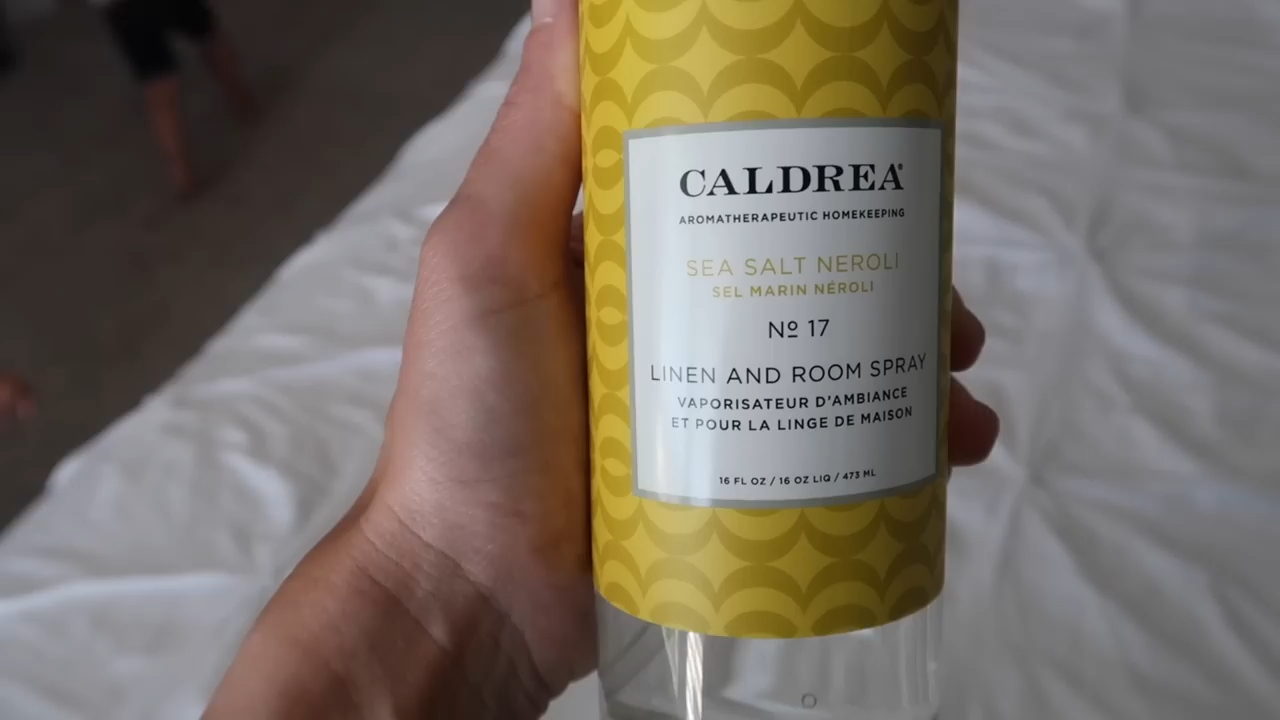 CALDREA®
AROMATHERAPEUTIC HOMEKEEPING
SEA SALT NEROLI
SEL MARIN NÉROLI
Nº 17
LINEN AND ROOM SPRAY
VAPORISATEUR D'AMBIANCE
ET POUR LA LINGE DE MAISON
16 FL OZ / 16 OZ LIQ / 473 ML